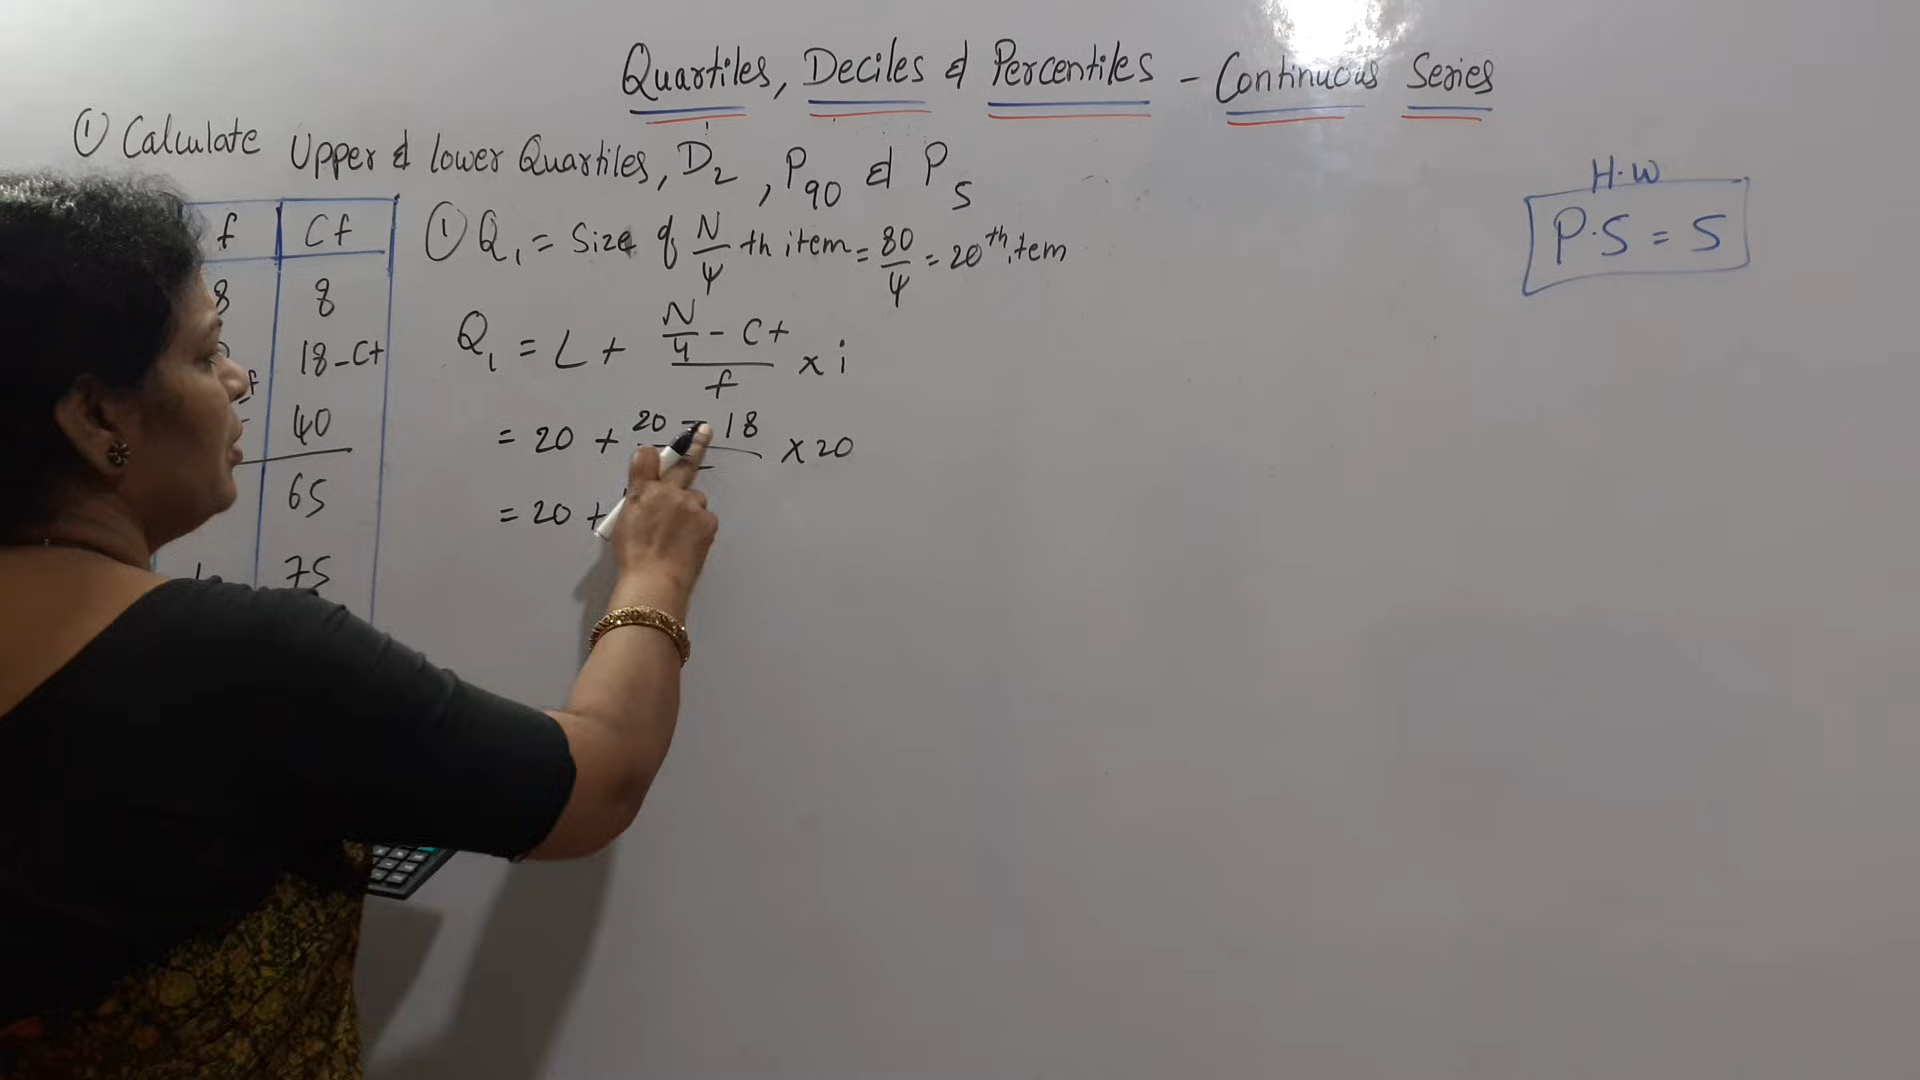 Quartiles, Deciles & Percentiles - Continuous Series
① Calculate Upper & lower Quartiles, D2, P90 & P5
H.W
P.S = 5
f Cf
8 8
18-Cf
f
40
65
75
① Q1 = Size of N/4 th item = 80/4 = 20th item
Q1 = L + N/4 - Cf / f x i
= 20 + 20 - 18 / x 20
= 20 +